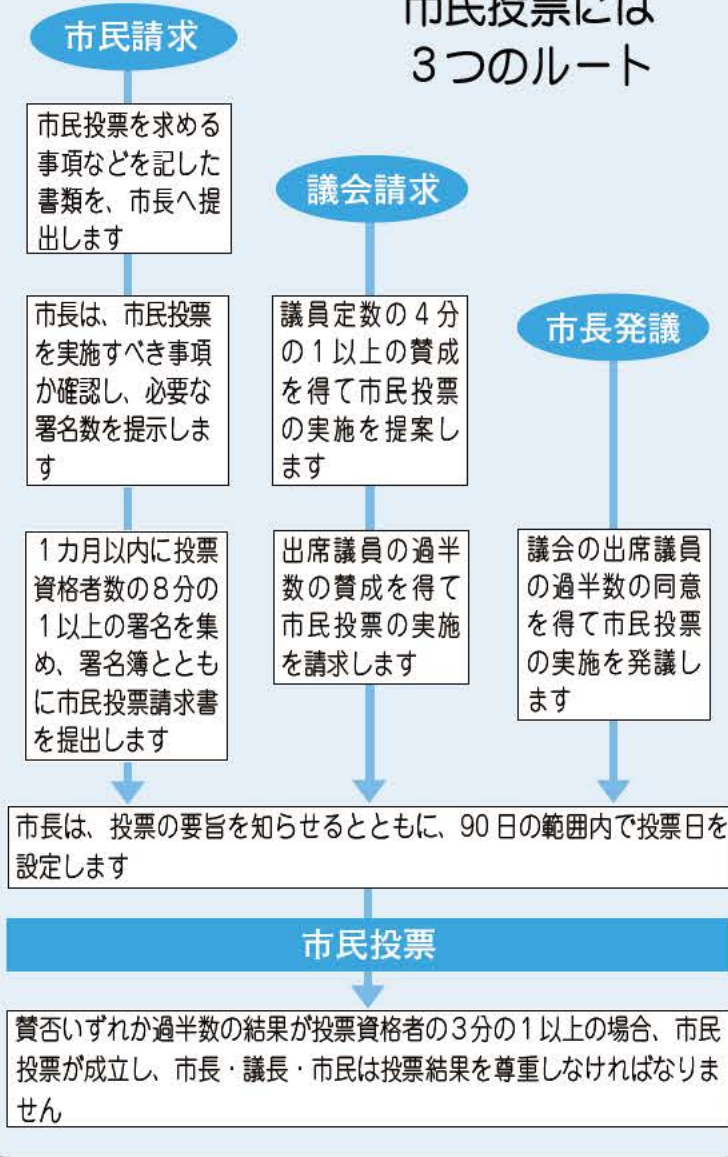 市民投票には
3つのルート
市民請求
市民投票を求める
事項などを記した
書類を、市長へ提
出します
市長は、市民投票
を実施すべき事項
か確認し、必要な
署名数を提示しま
す
1カ月以内に投票
資格者数の8分の
1以上の署名を集
め、署名簿ととも
に市民投票請求書
を提出します
議会請求
議員定数の4分
の1以上の賛成
を得て市民投票
の実施を提案し
ます
出席議員の過半
数の賛成を得て
市民投票の実施
を請求します
市長発議
議会の出席議員
の過半数の同意
を得て市民投票
の実施を発議し
ます
市長は、投票の要旨を知らせるとともに、90日の範囲内で投票日を
設定します
市民投票
賛否いずれか過半数の結果が投票資格者の3分の1以上の場合、市民
投票が成立し、市長・議長・市民は投票結果を尊重しなければなりま
せん